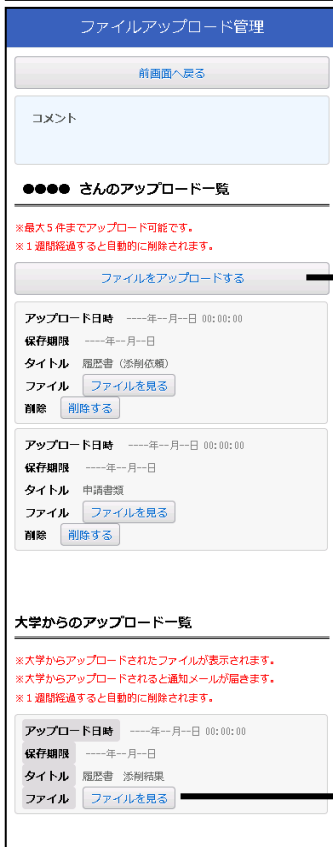 ファイルアップロード管理
前画面へ戻る
コメント
●●●● さんのアップロード一覧
※最大5件までアップロード可能です。
※1週間経過すると自動的に削除されます。
ファイルをアップロードする
アップロード日時 ----年--月--日 00:00:00
保存期限 ----年--月--日
タイトル 履歴書（添削依頼）
ファイル ファイルを見る
削除 削除する
アップロード日時 ----年--月--日 00:00:00
保存期限 ----年--月--日
タイトル 申請書類
ファイル ファイルを見る
削除 削除する
大学からのアップロード一覧
※大学からアップロードされたファイルが表示されます。
※大学からアップロードされると通知メールが届きます。
※1週間経過すると自動的に削除されます。
アップロード日時 ----年--月--日 00:00:00
保存期限 ----年--月--日
タイトル 履歴書 添削結果
ファイル ファイルを見る